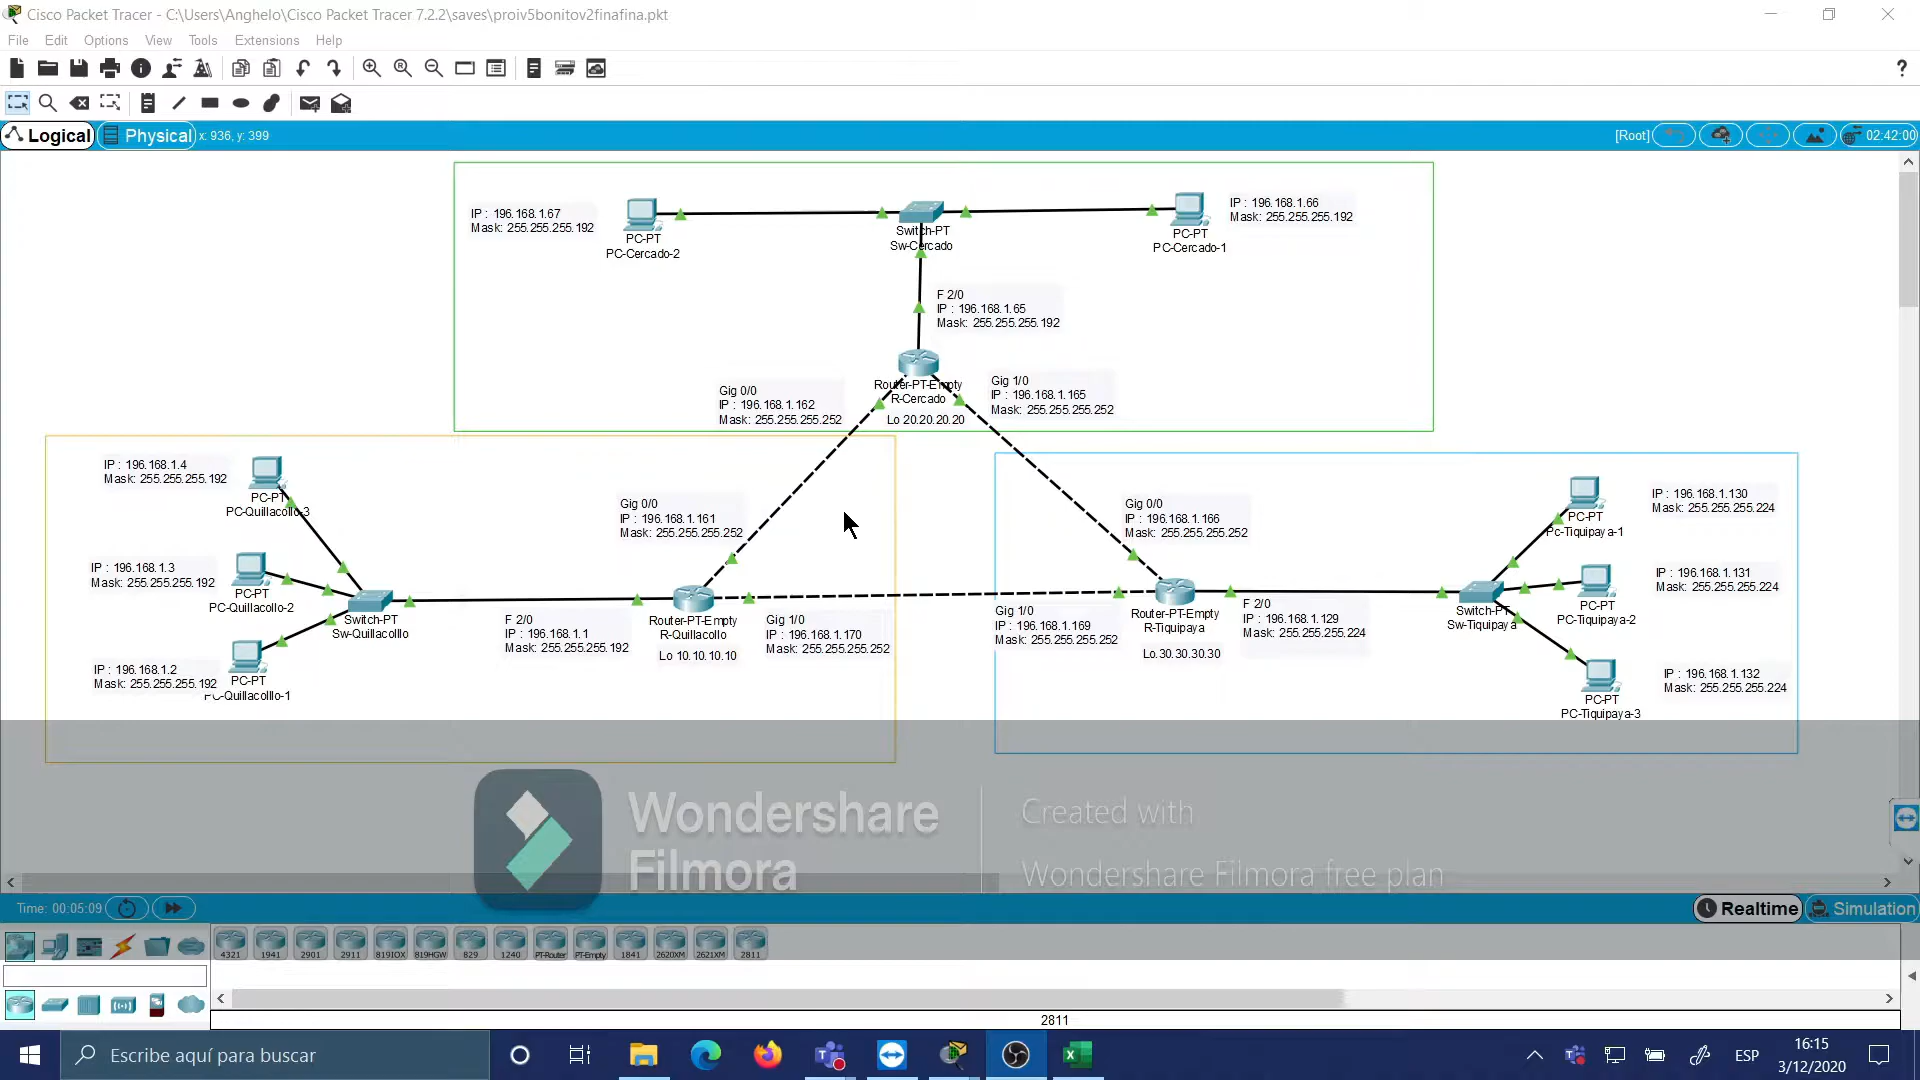 Cisco Packet Tracer - C:\Users\Anghelo\Cisco Packet Tracer 7.2.2\saves\proiv5bonitov2finafina.pkt
File Edit Options View Tools Extensions Help
?
Logical Physical x: 936, y: 399
[Root] 02:42:00
IP : 196.168.1.67
Mask: 255.255.255.192
PC-PT
PC-Cercado-2
Switch-PT
Sw-Cercado
PC-PT
PC-Cercado-1
IP : 196.168.1.66
Mask: 255.255.255.192
F 2/0
IP : 196.168.1.65
Mask: 255.255.255.192
Gig 0/0
IP : 196.168.1.162
Mask: 255.255.255.252
Router-PT-Empty
R-Cercado
Lo 20.20.20.20
Gig 1/0
IP : 196.168.1.165
Mask: 255.255.255.252
IP : 196.168.1.4
Mask: 255.255.255.192
PC-PT
PC-Quillacollo-3
IP : 196.168.1.3
Mask: 255.255.255.192
PC-PT
PC-Quillacollo-2
IP : 196.168.1.2
Mask: 255.255.255.192
PC-PT
PC-Quillacolllo-1
Switch-PT
Sw-Quillacolllo
Gig 0/0
IP : 196.168.1.161
Mask: 255.255.255.252
F 2/0
IP : 196.168.1.1
Mask: 255.255.255.192
Router-PT-Empty
R-Quillacollo
Lo 10.10.10.10
Gig 1/0
IP : 196.168.1.170
Mask: 255.255.255.252
Gig 0/0
IP : 196.168.1.166
Mask: 255.255.255.252
Gig 1/0
IP : 196.168.1.169
Mask: 255.255.255.252
Router-PT-Empty
R-Tiquipaya
Lo.30.30.30.30
F 2/0
IP : 196.168.1.129
Mask: 255.255.255.224
Switch-PT
Sw-Tiquipaya
PC-PT
Pc-Tiquipaya-1
IP : 196.168.1.130
Mask: 255.255.255.224
PC-PT
PC-Tiquipaya-2
IP : 196.168.1.131
Mask: 255.255.255.224
PC-PT
PC-Tiquipaya-3
IP : 196.168.1.132
Mask: 255.255.255.224
Wondershare
Filmora
Created with
Wondershare Filmora free plan
Time: 00:05:09
Realtime Simulation
4321 1941 2901 2911 819IOX 819HGW 829 1240 PT-Router PT-Empty 1841 2620XM 2621XM 2811
2811
Escribe aquí para buscar
ESP
16:15
3/12/2020